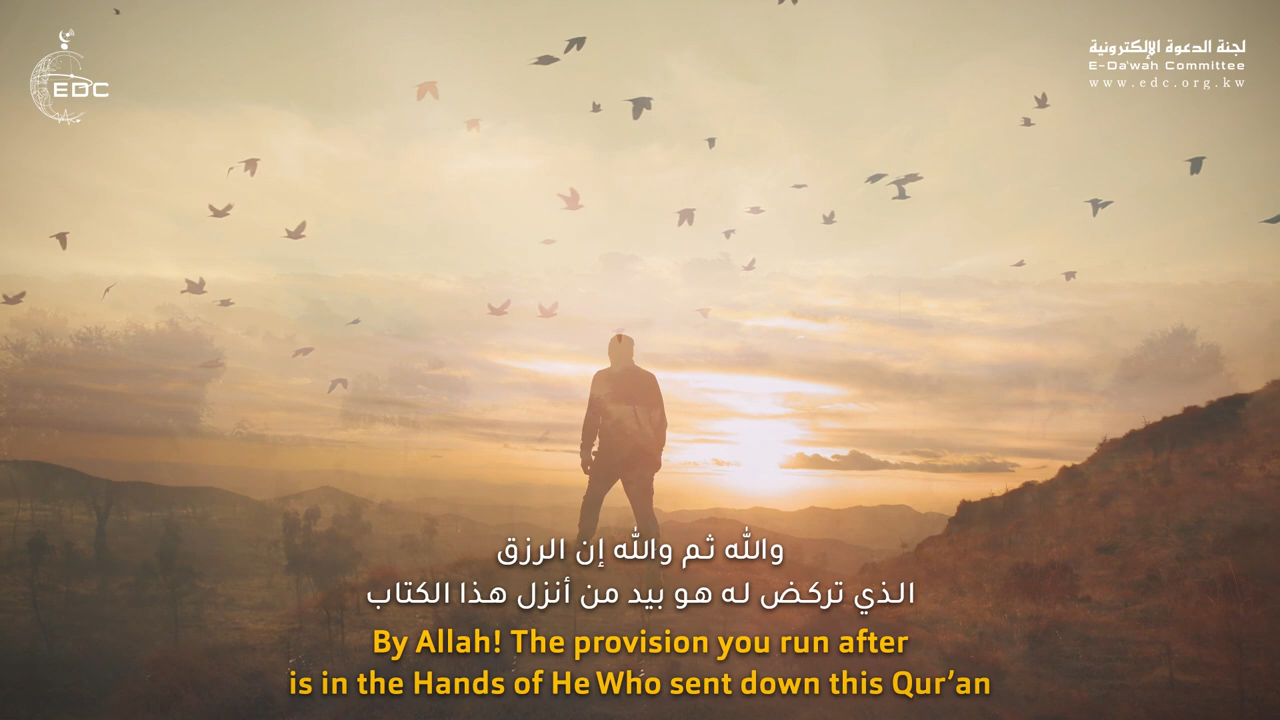 EDC
لجنة الدعوة الإلكترونية
E-Da'wah Committee
www.edc.org.kw
والله ثم والله إن الرزق
الذي تركض له هو بيد من أنزل هذا الكتاب
By Allah! The provision you run after
is in the Hands of He Who sent down this Qur’an